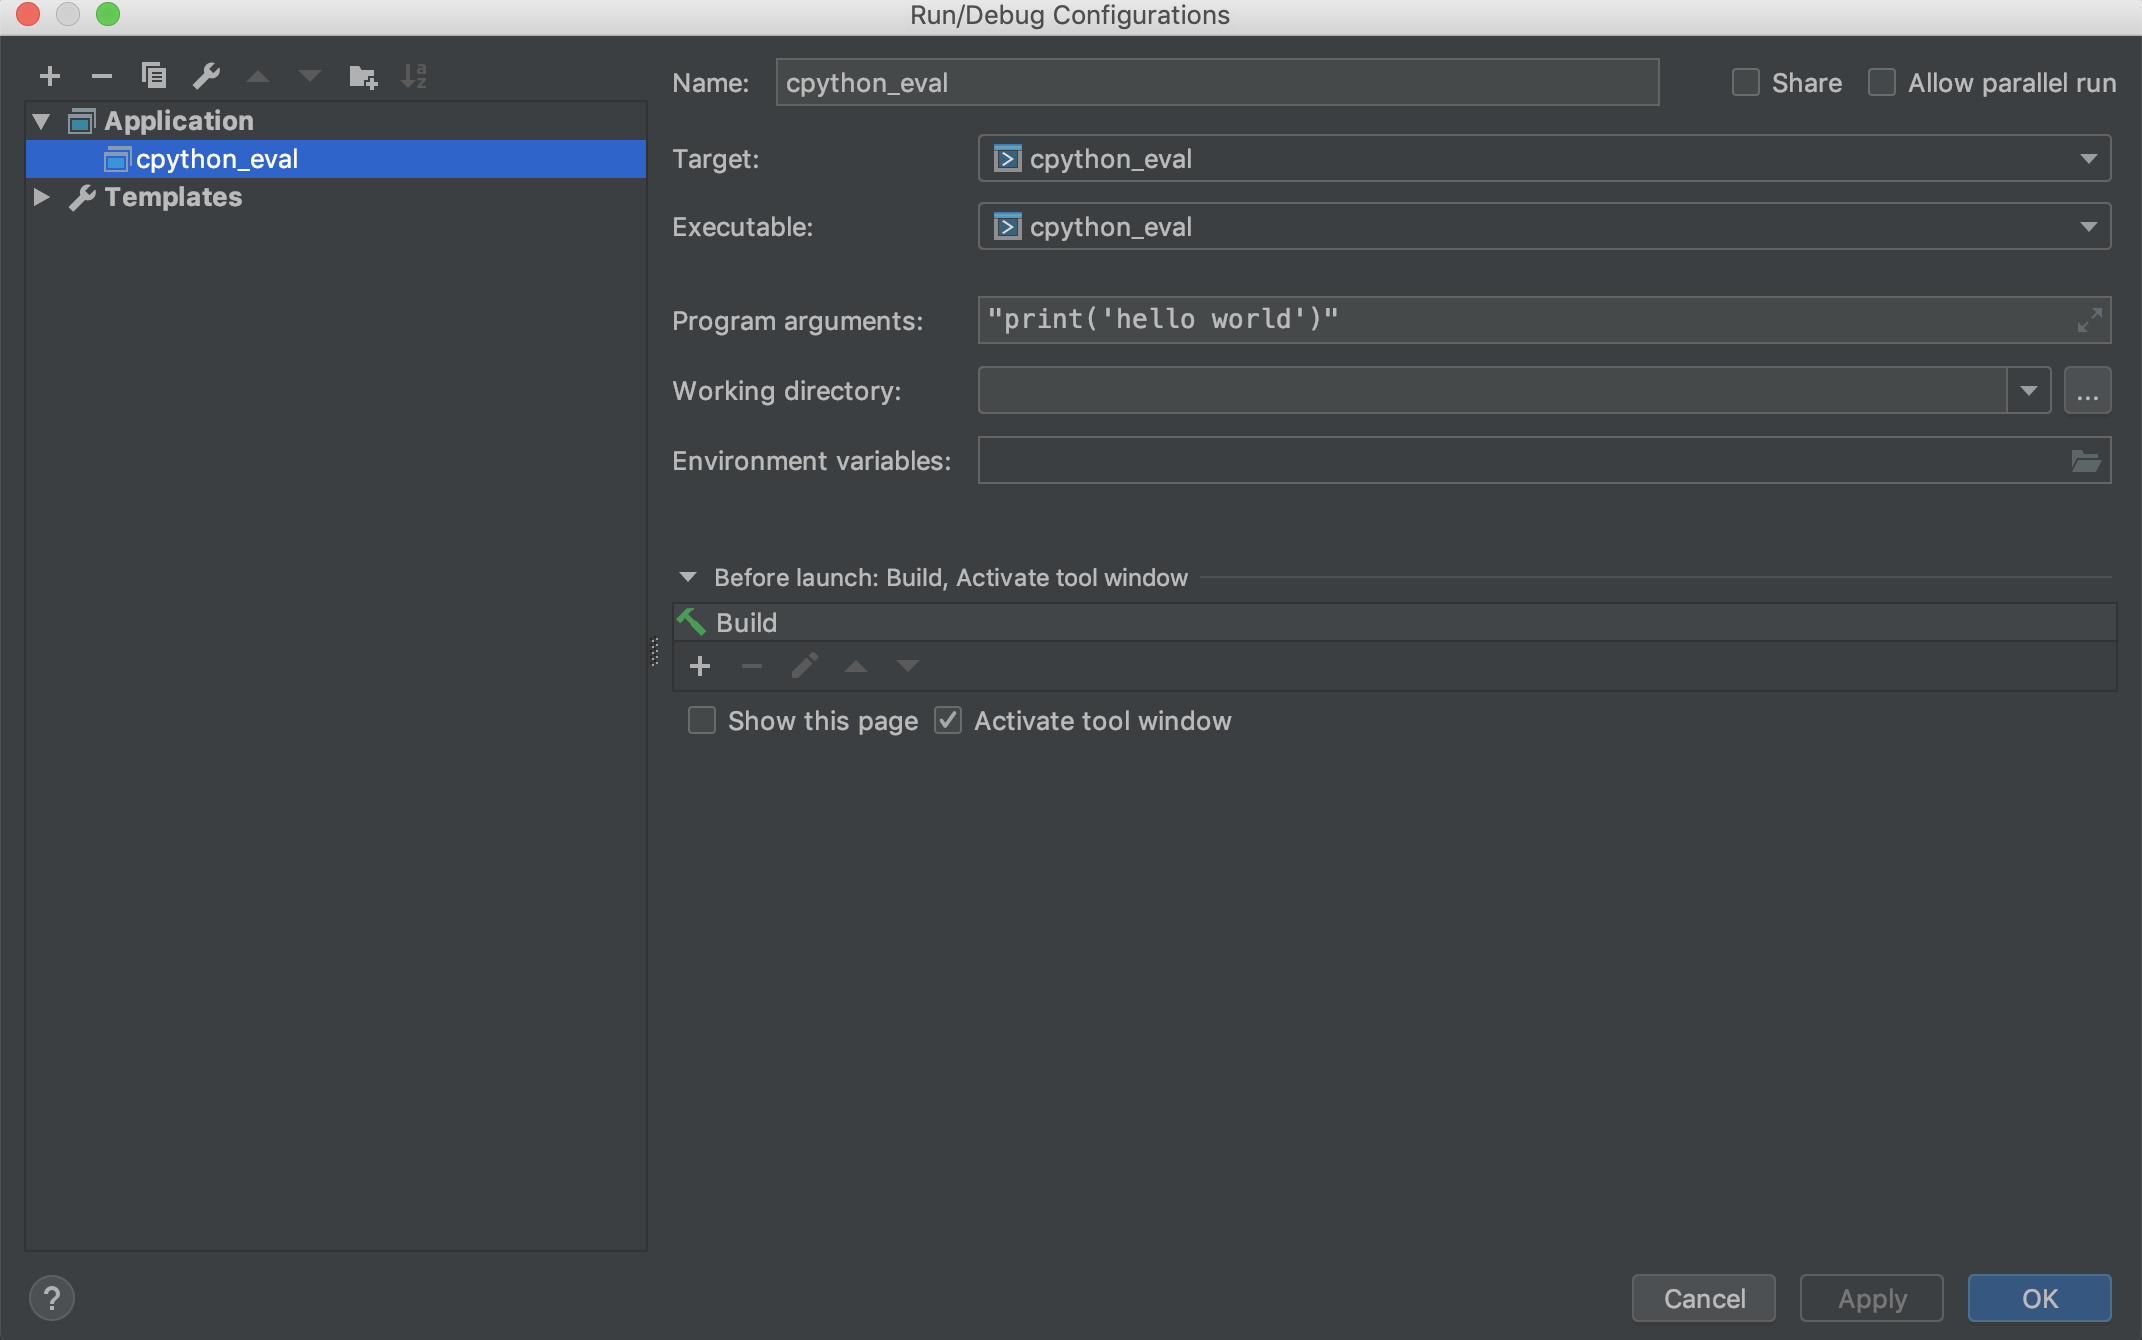 Run/Debug Configurations
Application
cpython_eval
Templates
Name: cpython_eval
Share
Allow parallel run
Target: cpython_eval
Executable: cpython_eval
Program arguments: "print('hello world')"
Working directory:
...
Environment variables:
Before launch: Build, Activate tool window
Build
Show this page
Activate tool window
?
Cancel
Apply
OK